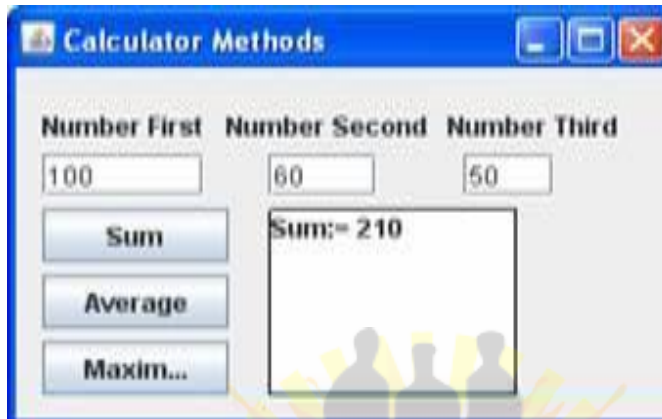 Calculator Methods
Number First Number Second Number Third
100 60 50
Sum
Sum:= 210
Average
Maxim...